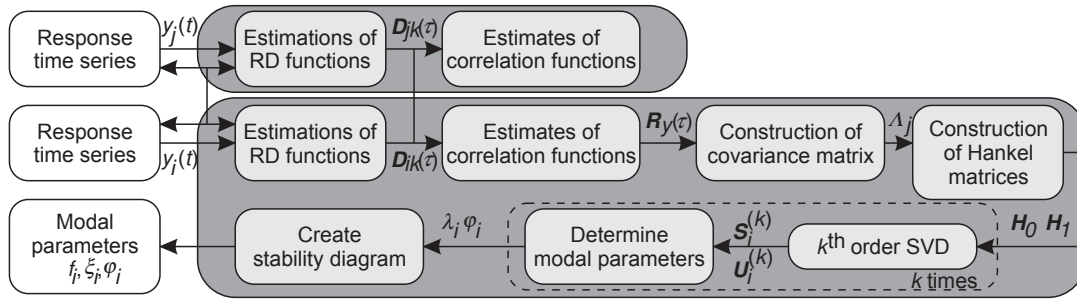 Response
time series
y_j(t)
Estimations of
RD functions
D_jk(τ)
Estimates of
correlation functions
Response
time series
y_i(t)
Estimations of
RD functions
D_ik(τ)
Estimates of
correlation functions
R_y(τ)
Construction of
covariance matrix
Λ_j
Construction
of Hankel
matrices
H_0 H_1
k^th order SVD
k times
S_i^(k)
U_i^(k)
Determine
modal parameters
λ_i φ_i
Create
stability diagram
Modal
parameters
f_i, ξ_i, φ_i